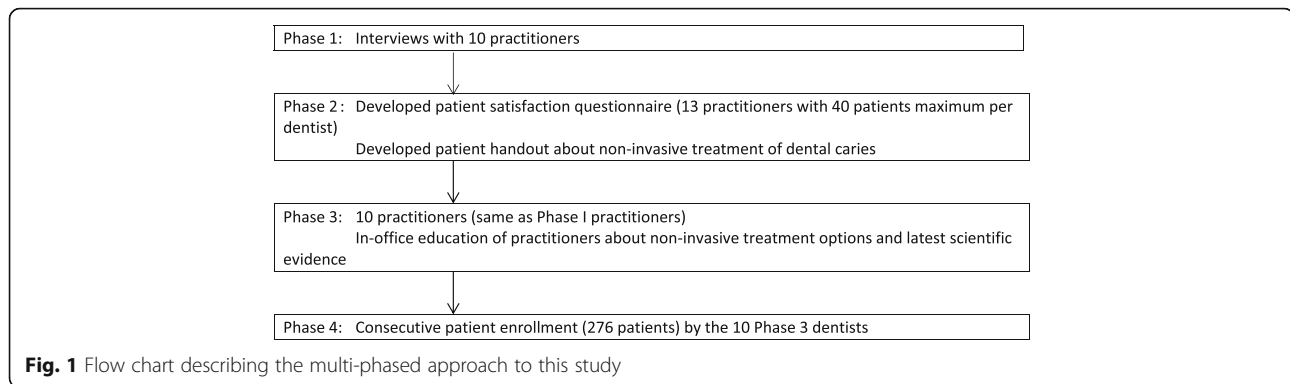 Phase 1: Interviews with 10 practitioners
Phase 2 : Developed patient satisfaction questionnaire (13 practitioners with 40 patients maximum per
dentist)
Developed patient handout about non-invasive treatment of dental caries
Phase 3: 10 practitioners (same as Phase I practitioners)
In-office education of practitioners about non-invasive treatment options and latest scientific
evidence
Phase 4: Consecutive patient enrollment (276 patients) by the 10 Phase 3 dentists
Fig. 1 Flow chart describing the multi-phased approach to this study